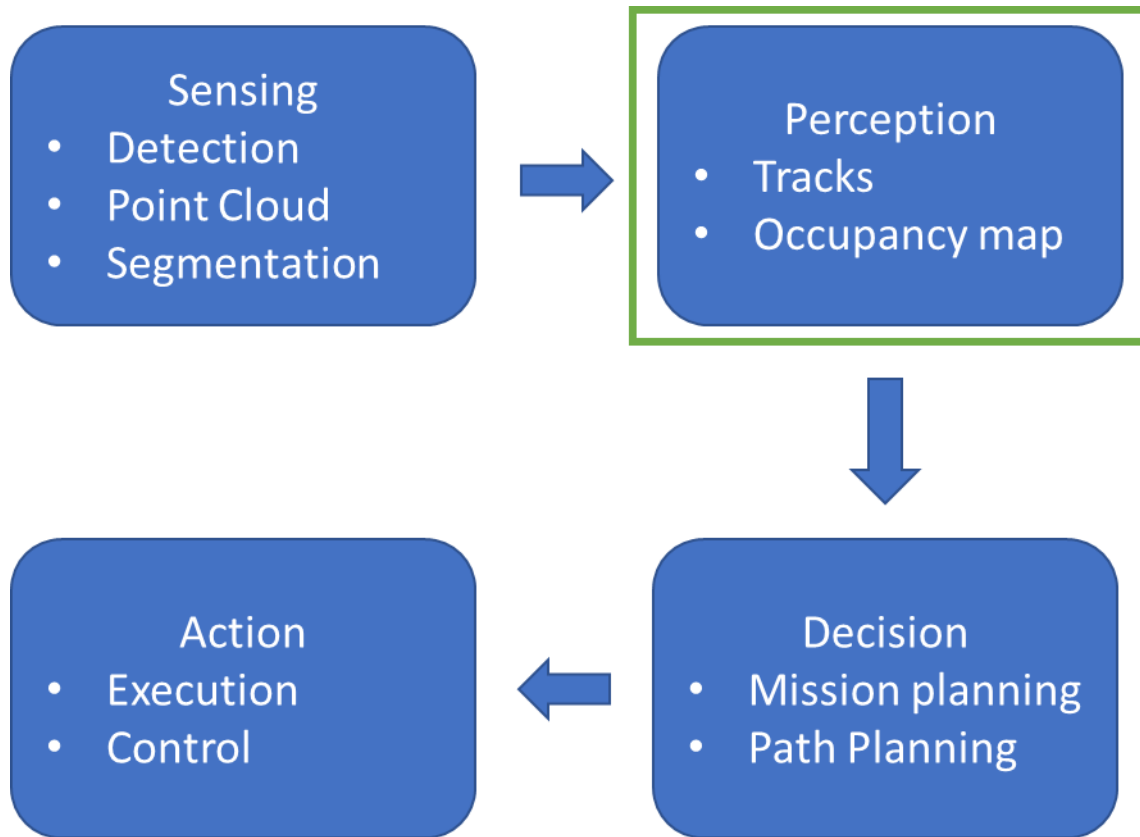 Sensing
• Detection
• Point Cloud
• Segmentation
Perception
• Tracks
• Occupancy map
Decision
• Mission planning
• Path Planning
Action
• Execution
• Control